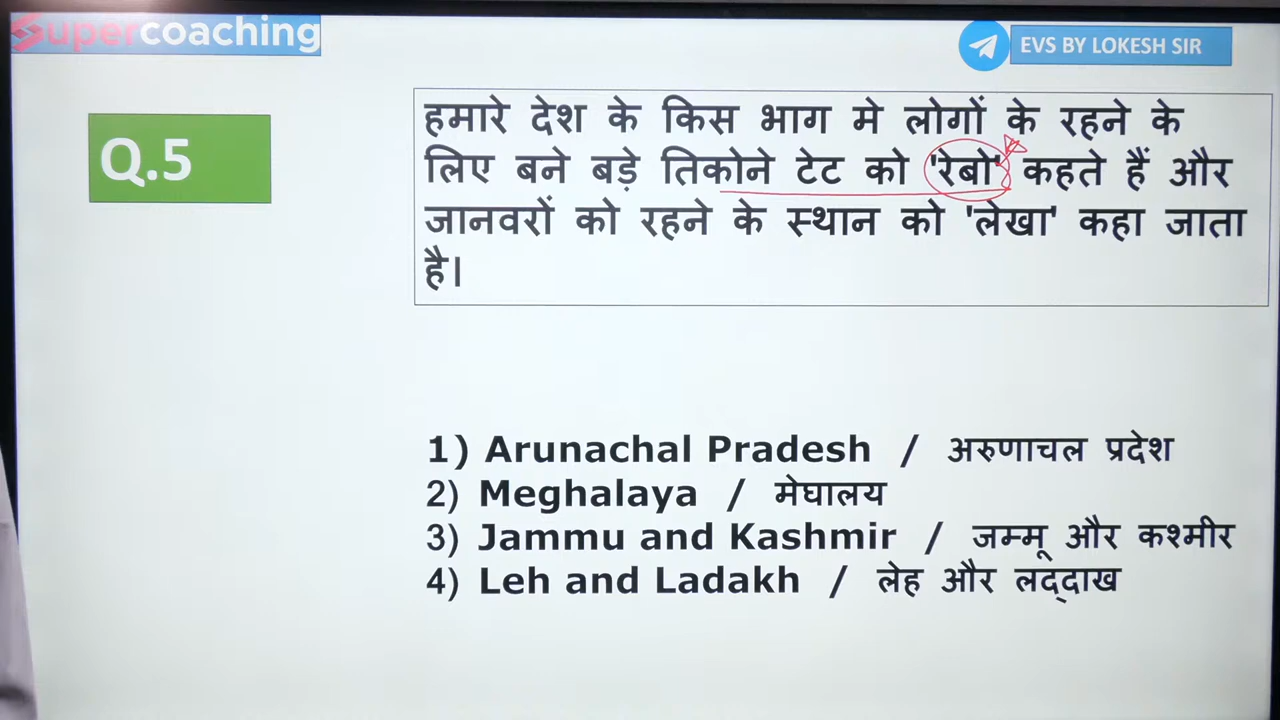 Supercoaching
EVS BY LOKESH SIR
Q.5
हमारे देश के किस भाग मे लोगों के रहने के
लिए बने बड़े तिकोने टेट को 'रेबो' कहते हैं और
जानवरों को रहने के स्थान को 'लेखा' कहा जाता
है।
1) Arunachal Pradesh / अरुणाचल प्रदेश
2) Meghalaya / मेघालय
3) Jammu and Kashmir / जम्मू और कश्मीर
4) Leh and Ladakh / लेह और लद्दाख